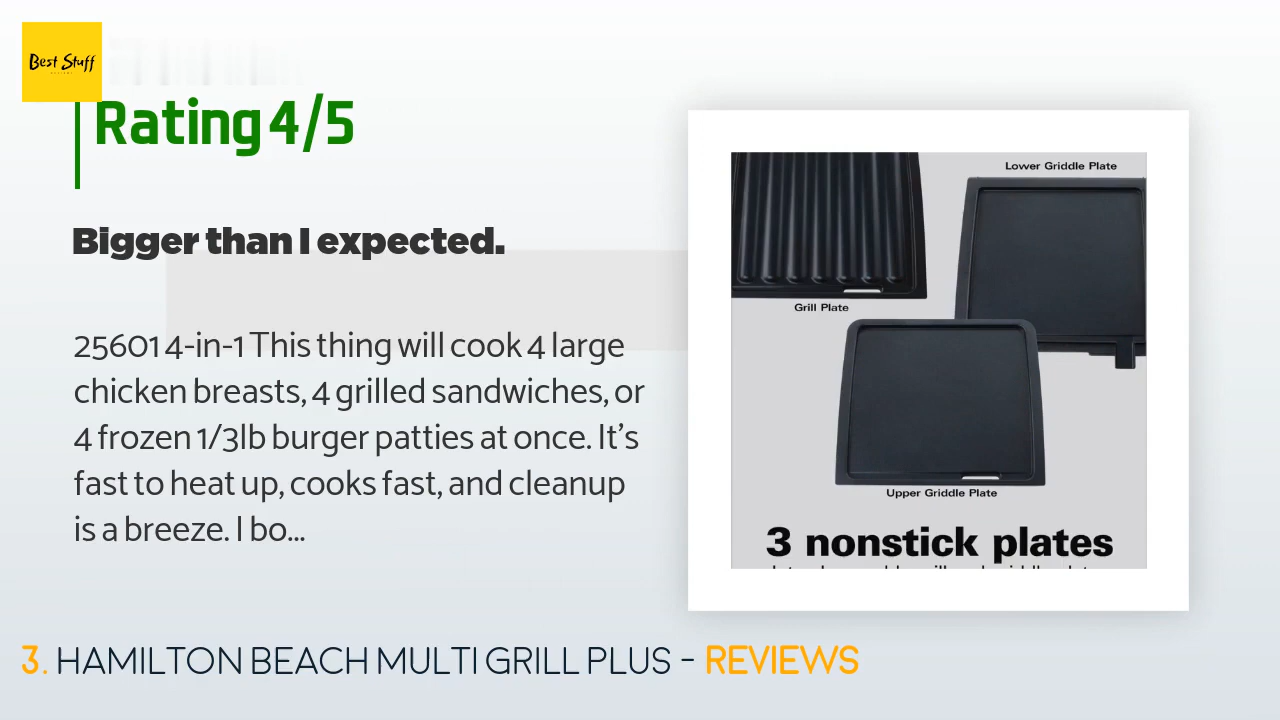 Best Stuff
Rating 4/5
Bigger than I expected.
25601 4-in-1 This thing will cook 4 large
chicken breasts, 4 grilled sandwiches, or
4 frozen 1/3lb burger patties at once. It's
fast to heat up, cooks fast, and cleanup
is a breeze. I bo...
Lower Griddle Plate
Grill Plate
Upper Griddle Plate
3 nonstick plates
3. HAMILTON BEACH MULTI GRILL PLUS - REVIEWS